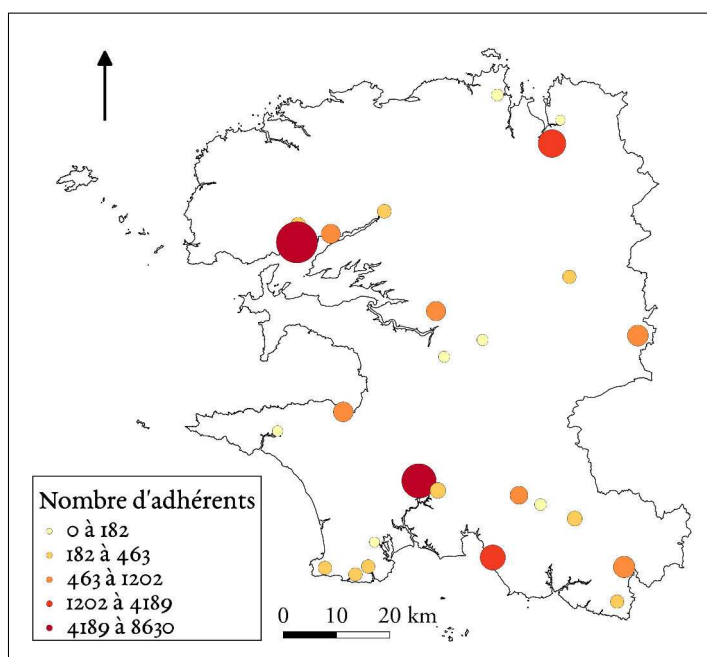 Nombre d'adhérents
0 à 182
182 à 463
463 à 1202
1202 à 4189
4189 à 8630
0 10 20 km